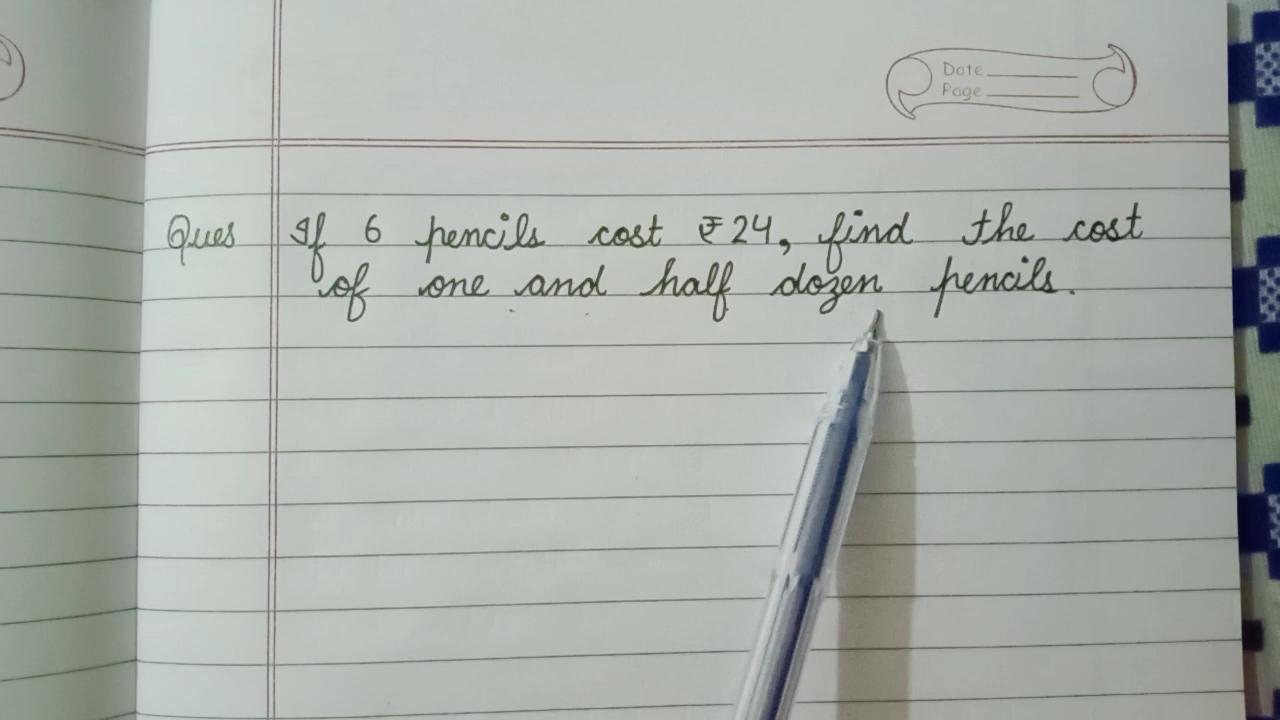 Date
Page
Ques If 6 pencils cost ₹24, find the cost
of one and half dozen pencils.